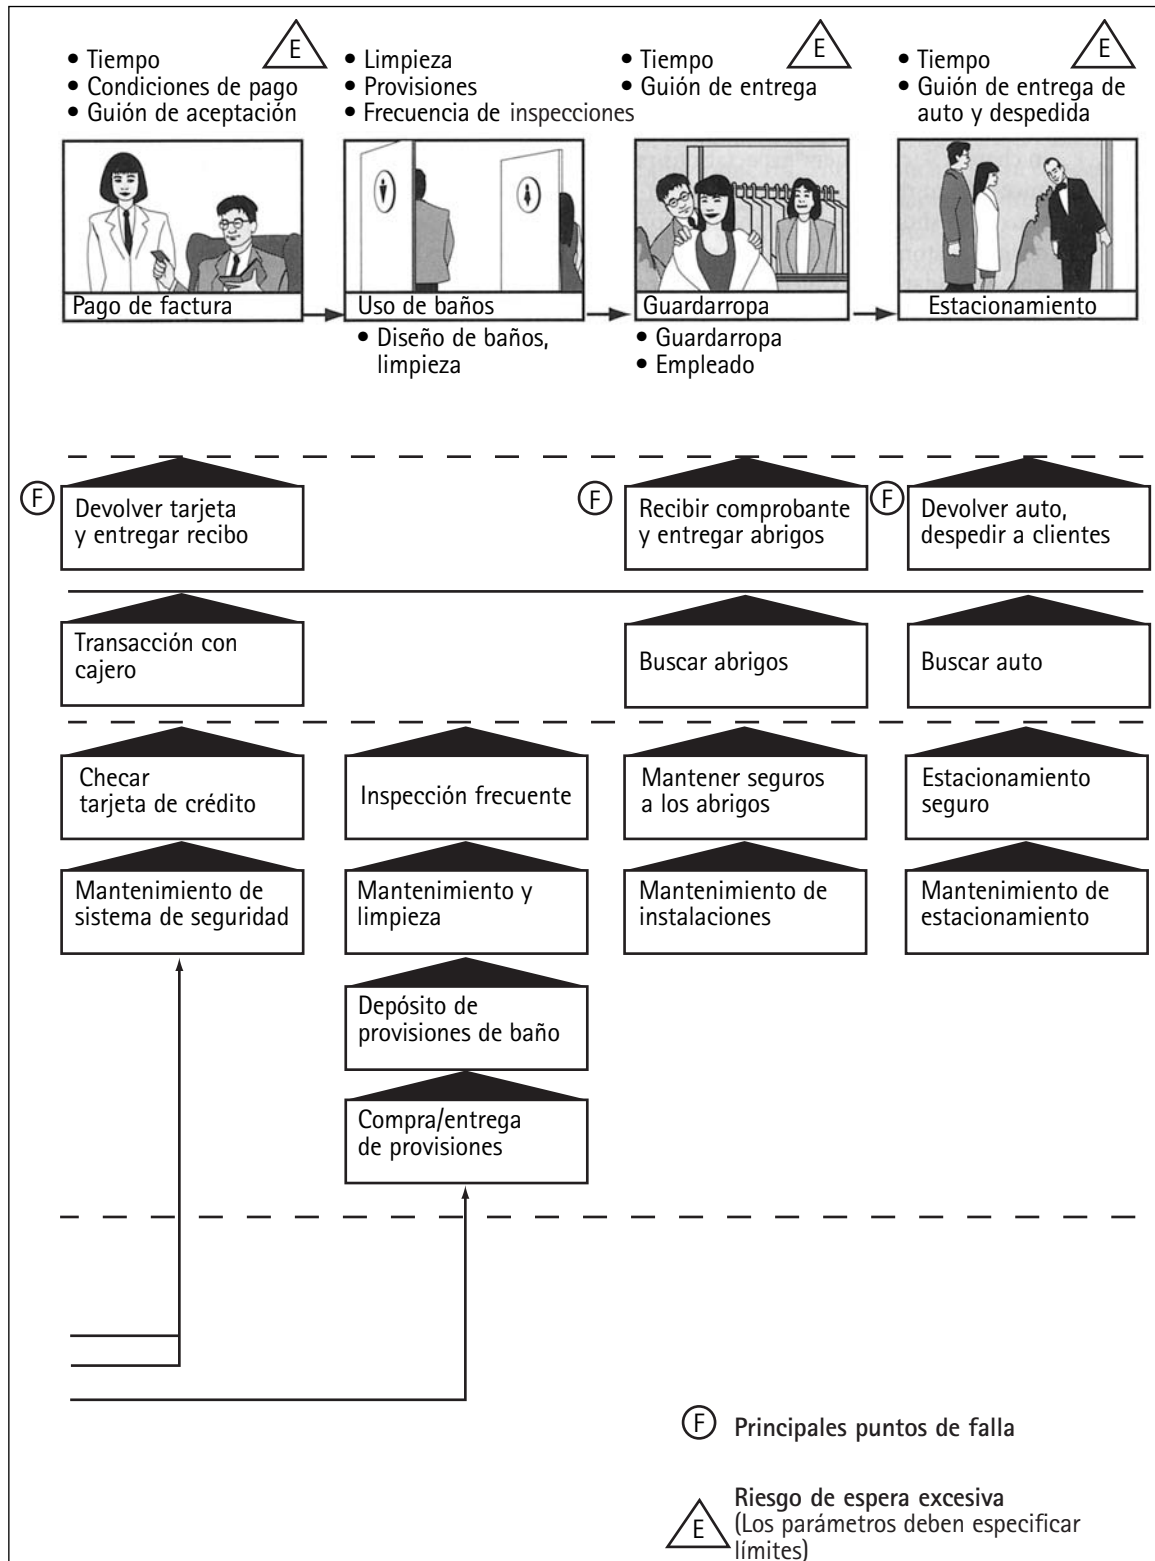 E
• Tiempo
• Condiciones de pago
• Guión de aceptación
• Limpieza
• Provisiones
• Frecuencia de inspecciones
E
• Tiempo
• Guión de entrega
E
• Tiempo
• Guión de entrega de
auto y despedida
Pago de factura
Uso de baños
Guardarropa
Estacionamiento
• Diseño de baños,
limpieza
• Guardarropa
• Empleado
F
Devolver tarjeta
y entregar recibo
F
Recibir comprobante
y entregar abrigos
F
Devolver auto,
despedir a clientes
Transacción con
cajero
Buscar abrigos
Buscar auto
Checar
tarjeta de crédito
Inspección frecuente
Mantener seguros
a los abrigos
Estacionamiento
seguro
Mantenimiento de
sistema de seguridad
Mantenimiento y
limpieza
Mantenimiento de
instalaciones
Mantenimiento de
estacionamiento
Depósito de
provisiones de baño
Compra/entrega
de provisiones
F Principales puntos de falla
E Riesgo de espera excesiva
(Los parámetros deben especificar
límites)